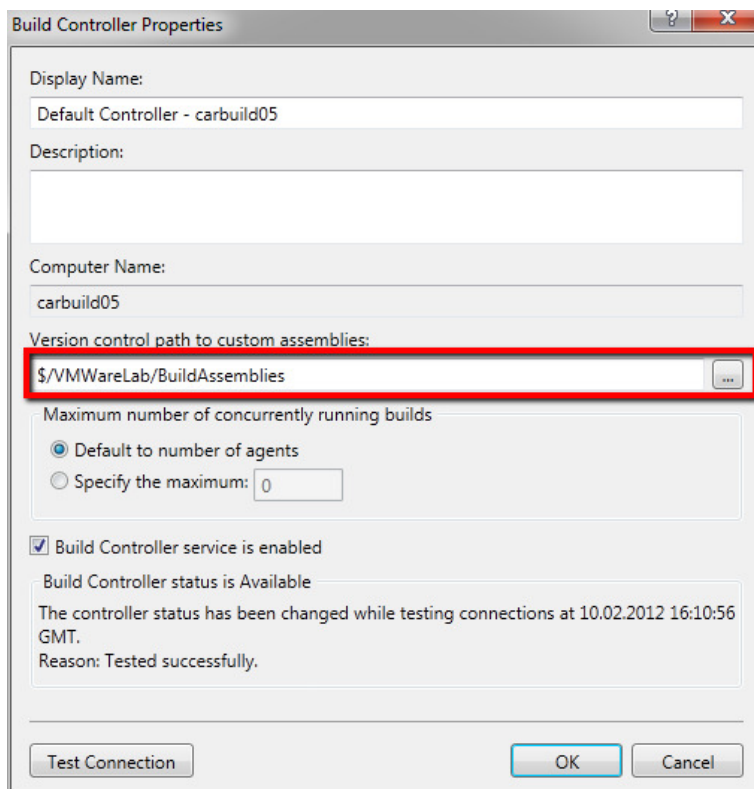 Build Controller Properties
?
X
Display Name:
Default Controller - carbuild05
Description:
Computer Name:
carbuild05
Version control path to custom assemblies:
$/VMWareLab/BuildAssemblies
...
Maximum number of concurrently running builds
Default to number of agents
Specify the maximum: 0
Build Controller service is enabled
Build Controller status is Available
The controller status has been changed while testing connections at 10.02.2012 16:10:56
GMT.
Reason: Tested successfully.
Test Connection OK Cancel